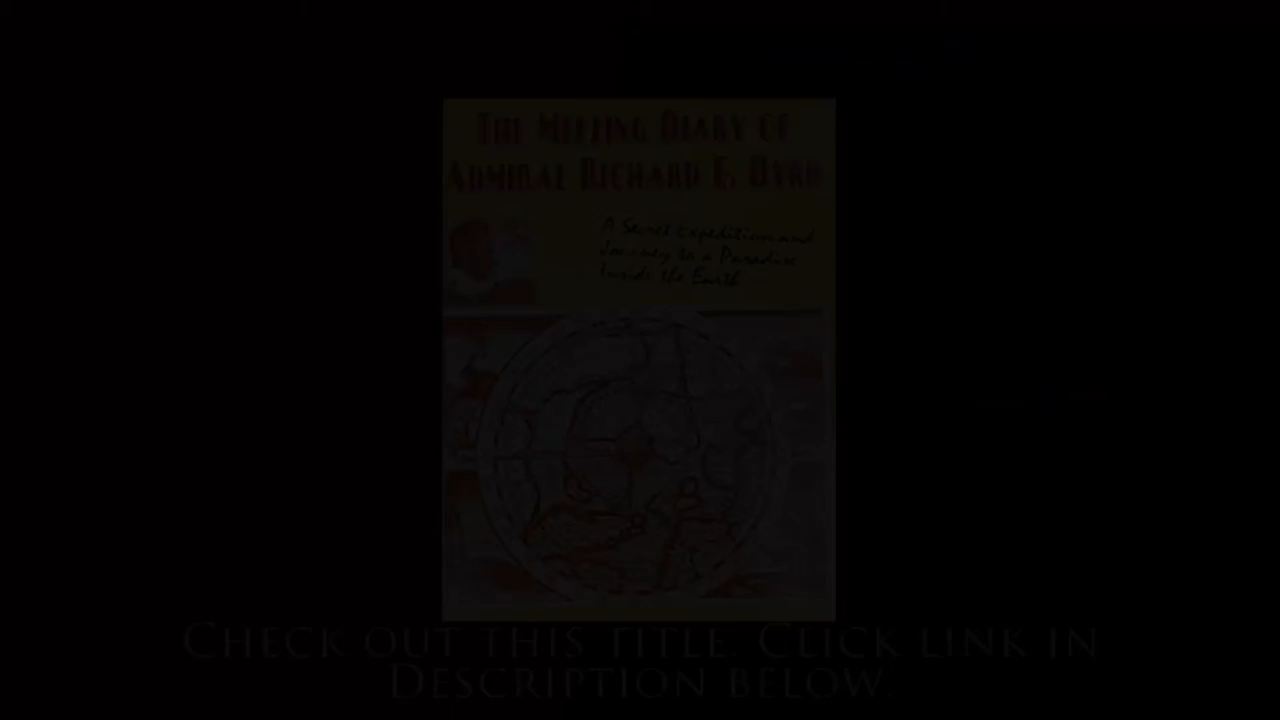 The Missing Diary of
Admiral Richard E. Byrd
A Secret Expedition and
Journey to a Paradise
Inside the Earth
Check out this title. Click link in
Description below.